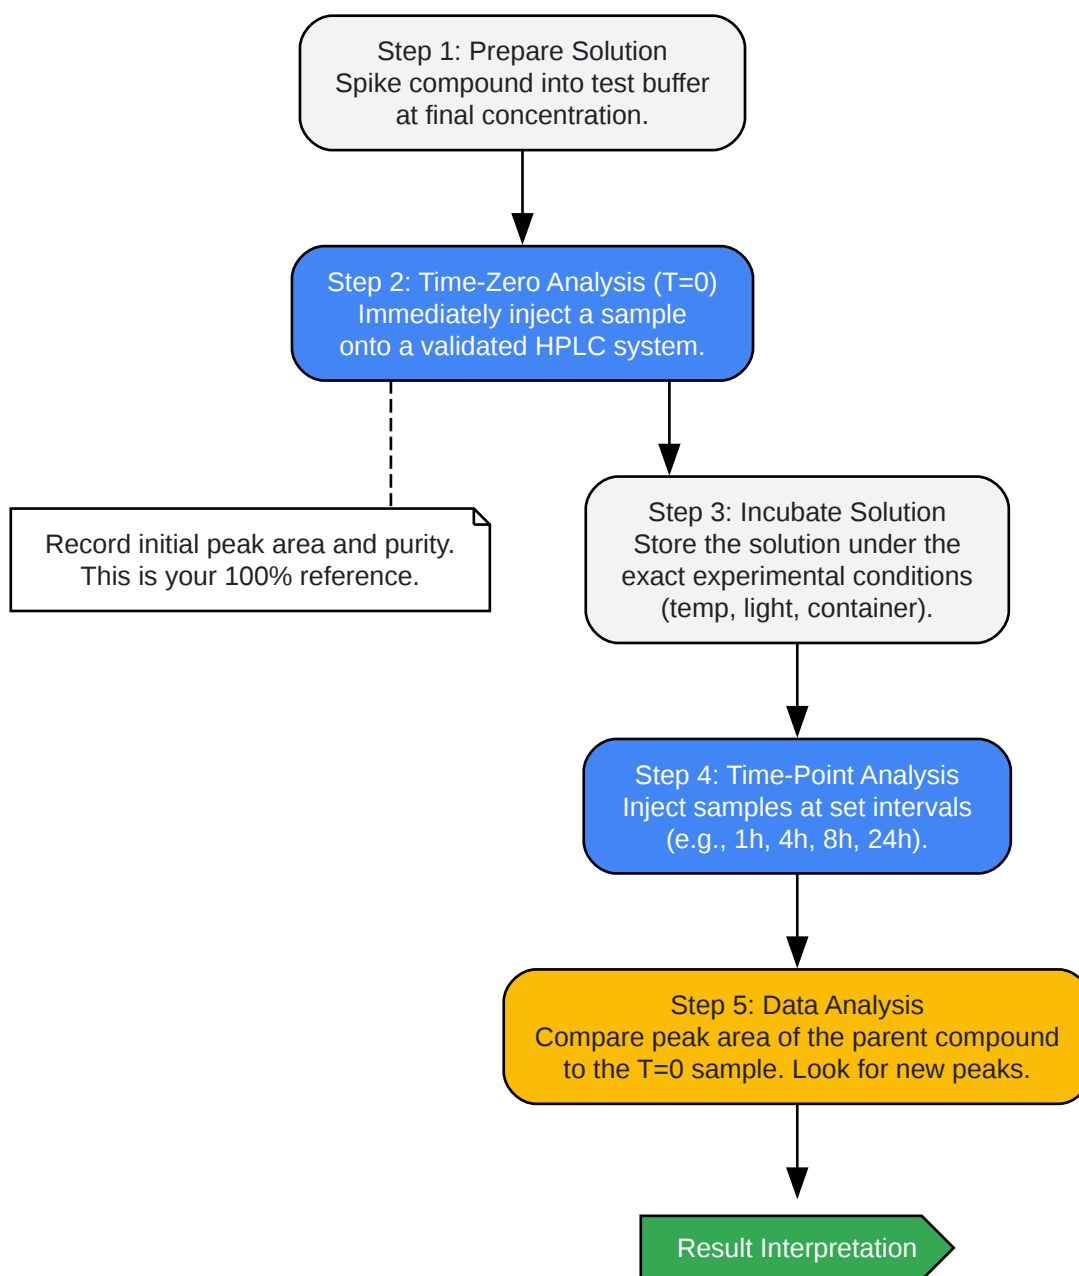 Step 1: Prepare Solution
Spike compound into test buffer
at final concentration.
Step 2: Time-Zero Analysis (T=0)
Immediately inject a sample
onto a validated HPLC system.
Record initial peak area and purity.
This is your 100% reference.
Step 3: Incubate Solution
Store the solution under the
exact experimental conditions
(temp, light, container).
Step 4: Time-Point Analysis
Inject samples at set intervals
(e.g., 1h, 4h, 8h, 24h).
Step 5: Data Analysis
Compare peak area of the parent compound
to the T=0 sample. Look for new peaks.
Result Interpretation